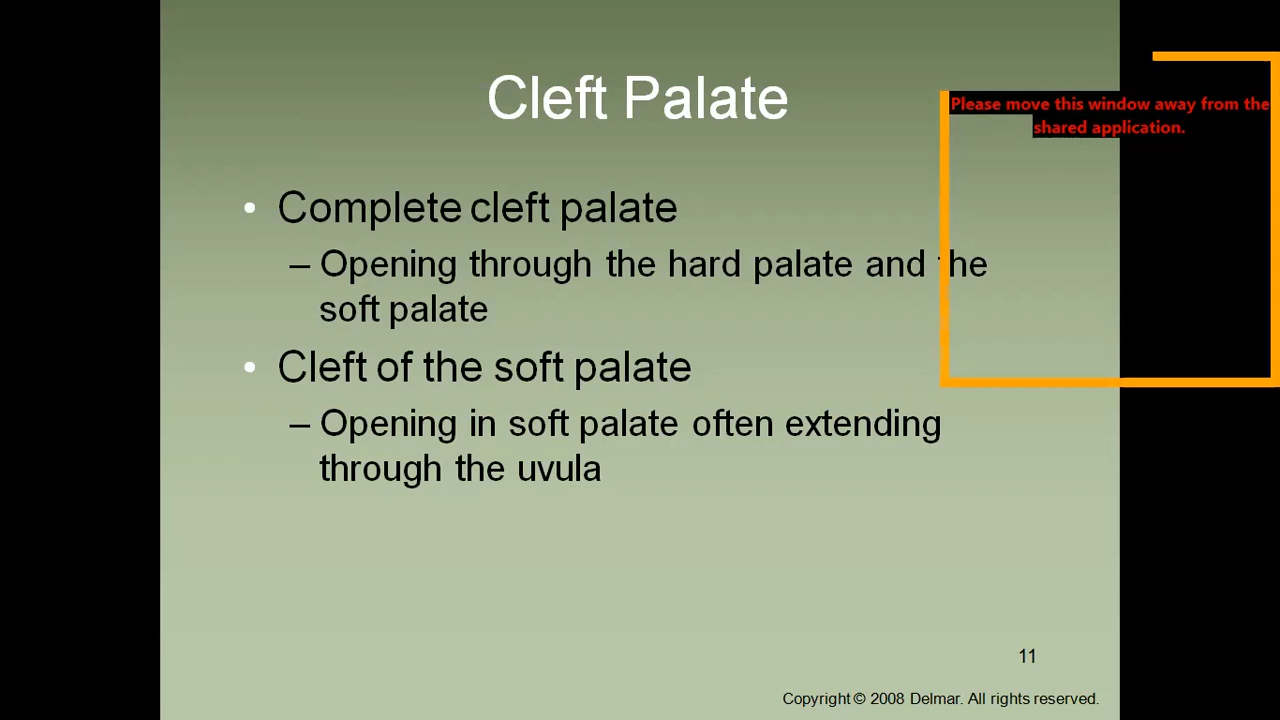 Cleft Palate
Please move this window away from the
shared application.
• Complete cleft palate
– Opening through the hard palate and the
soft palate
• Cleft of the soft palate
– Opening in soft palate often extending
through the uvula
11
Copyright © 2008 Delmar. All rights reserved.